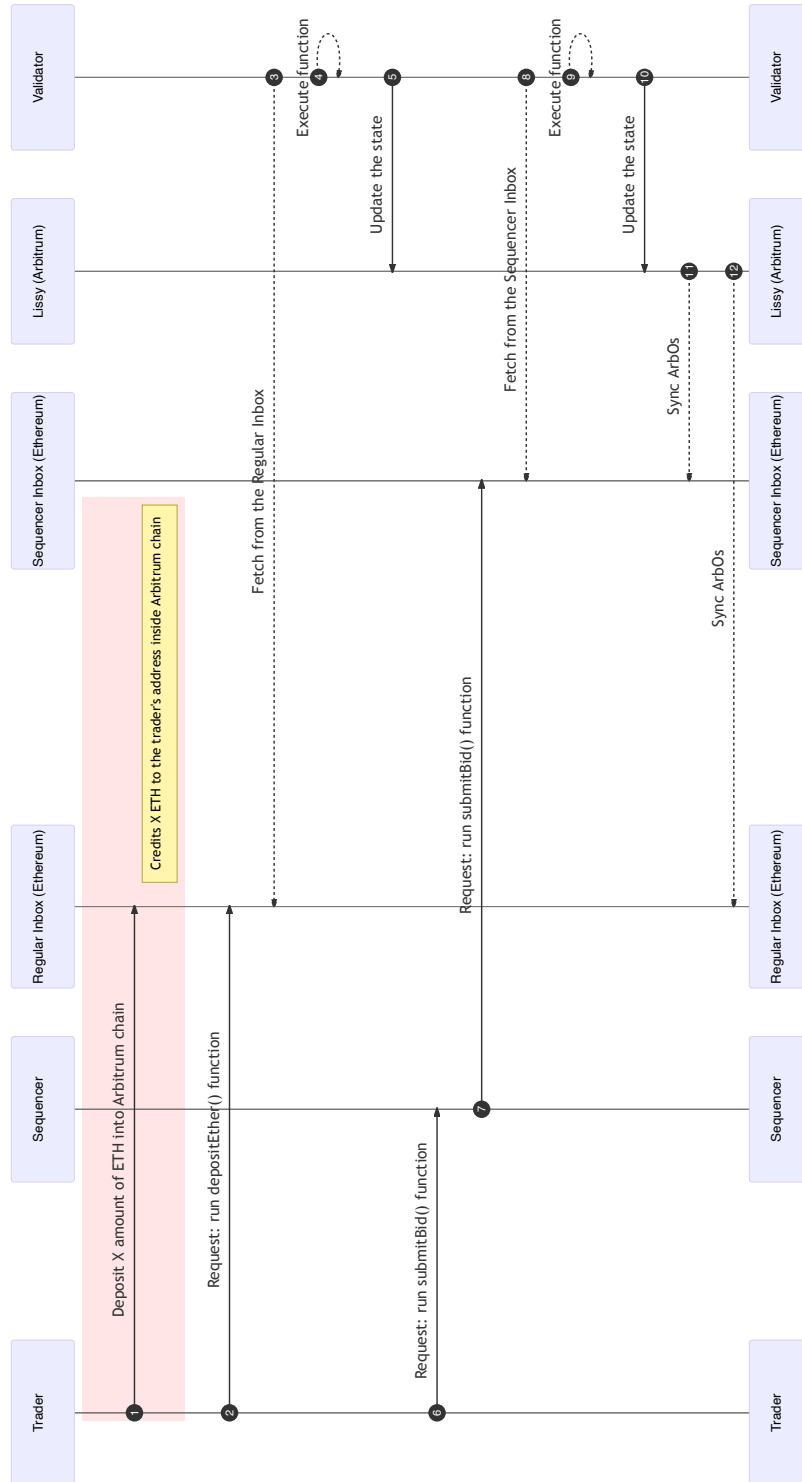 Trader
Sequencer
Regular Inbox (Ethereum)
Sequencer Inbox (Ethereum)
Lissy (Arbitrum)
Validator
Deposit X amount of ETH into Arbitrum chain
1
Credits X ETH to the trader's address inside Arbitrum chain
Request: run depositEther() function
2
Fetch from the Regular Inbox
3
Execute function
4
Update the state
5
Request: run submitBid() function
6
Request: run submitBid() function
7
Fetch from the Sequencer Inbox
8
Execute function
9
Update the state
10
Sync ArbOs
11
Sync ArbOs
12
Trader
Sequencer
Regular Inbox (Ethereum)
Sequencer Inbox (Ethereum)
Lissy (Arbitrum)
Validator